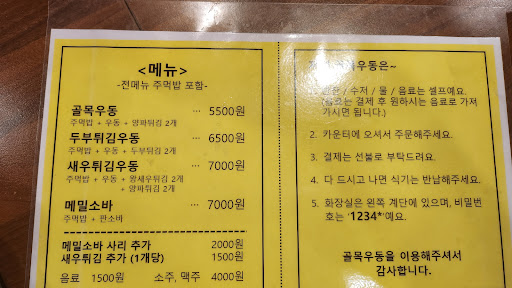 <메뉴>
-전메뉴 주먹밥 포함-
골목우동 ··· 5500원
주먹밥 + 우동 + 양파튀김 2개
두부튀김우동 ··· 6500원
주먹밥 + 우동 + 두부튀김 2개
새우튀김우동 ··· 7000원
주먹밥 + 우동 + 왕새우튀김 2개
+ 양파튀김 2개
메밀소바 ··· 7000원
주먹밥 + 판소바
메밀소바 사리 추가 2000원
새우튀김 추가 (1개당) 1500원
음료 1500원 소주, 맥주 4000원
우동은~
/ 수저 / 물 / 음료는 셀프예요.
결제 후 원하시는 음료로 가져
가시면 됩니다.)
2. 카운터에 오셔서 주문해주세요.
3. 결제는 선불로 부탁드려요.
4. 다 드시고 나면 식기는 반납해주세요.
5. 화장실은 왼쪽 계단에 있으며, 비밀번
호는 '1234*'예요.
골목우동을 이용해주셔서
감사합니다.